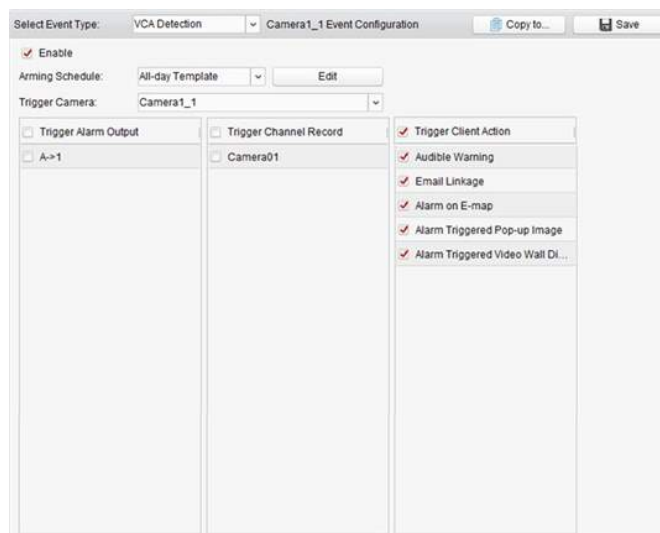 Select Event Type: VCA Detection Camera1_1 Event Configuration Copy to... Save
Enable
Arming Schedule: All-day Template Edit
Trigger Camera: Camera1_1
Trigger Alarm Output Trigger Channel Record Trigger Client Action
A->1 Camera01 Audible Warning
Email Linkage
Alarm on E-map
Alarm Triggered Pop-up Image
Alarm Triggered Video Wall Di...